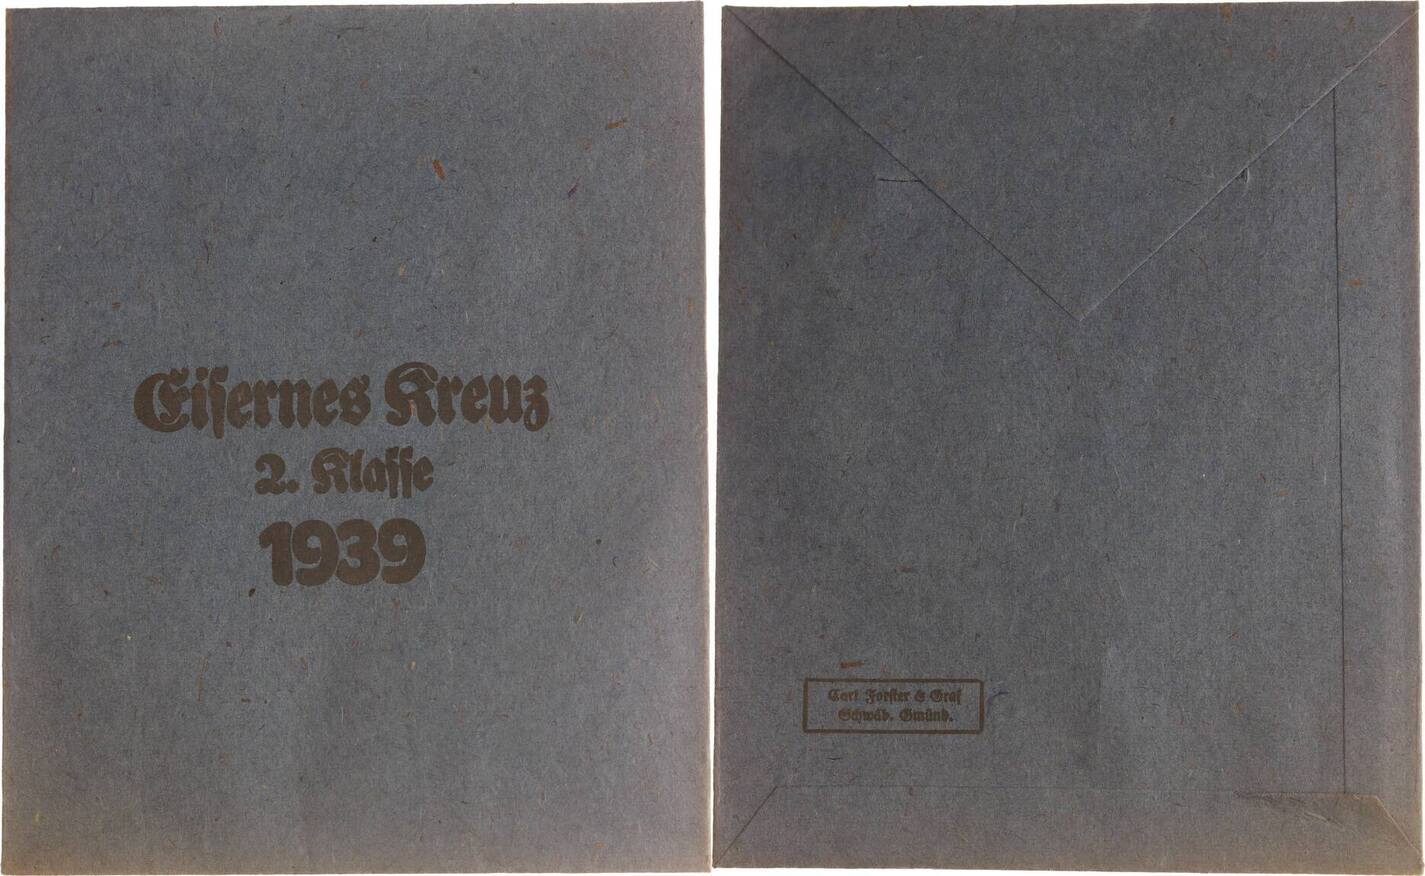 Eisernes Kreuz
2. Klasse
1939
Carl Forster & Graf
Schwäb. Gmünd.